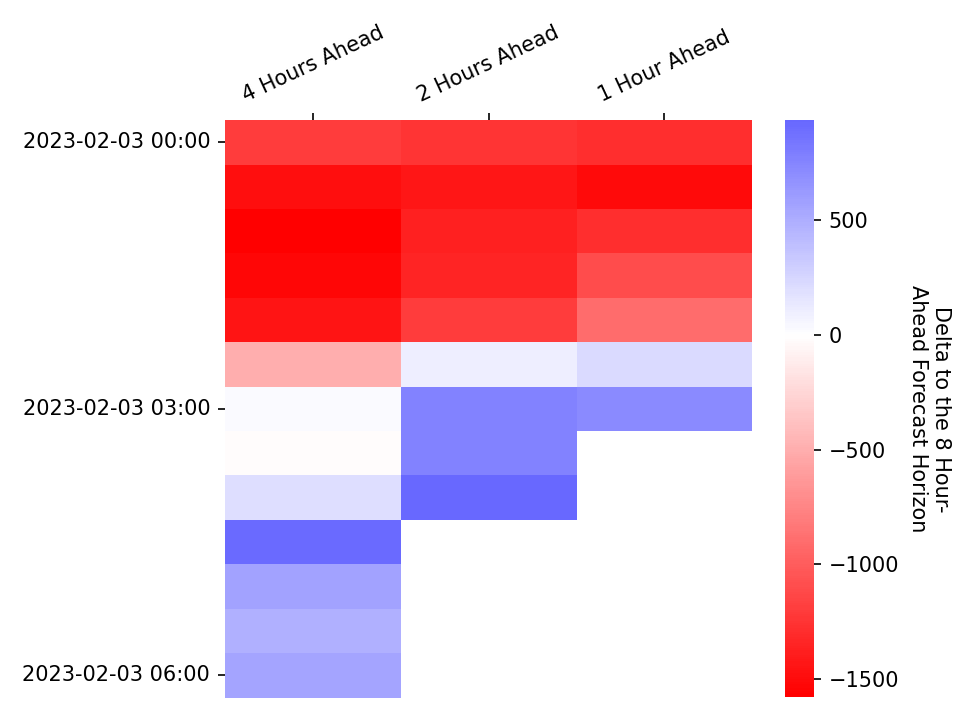 4 Hours Ahead
2 Hours Ahead
1 Hour Ahead
2023-02-03 00:00
2023-02-03 03:00
2023-02-03 06:00
500
0
−500
−1000
−1500
Delta to the 8 Hour-
Ahead Forecast Horizon